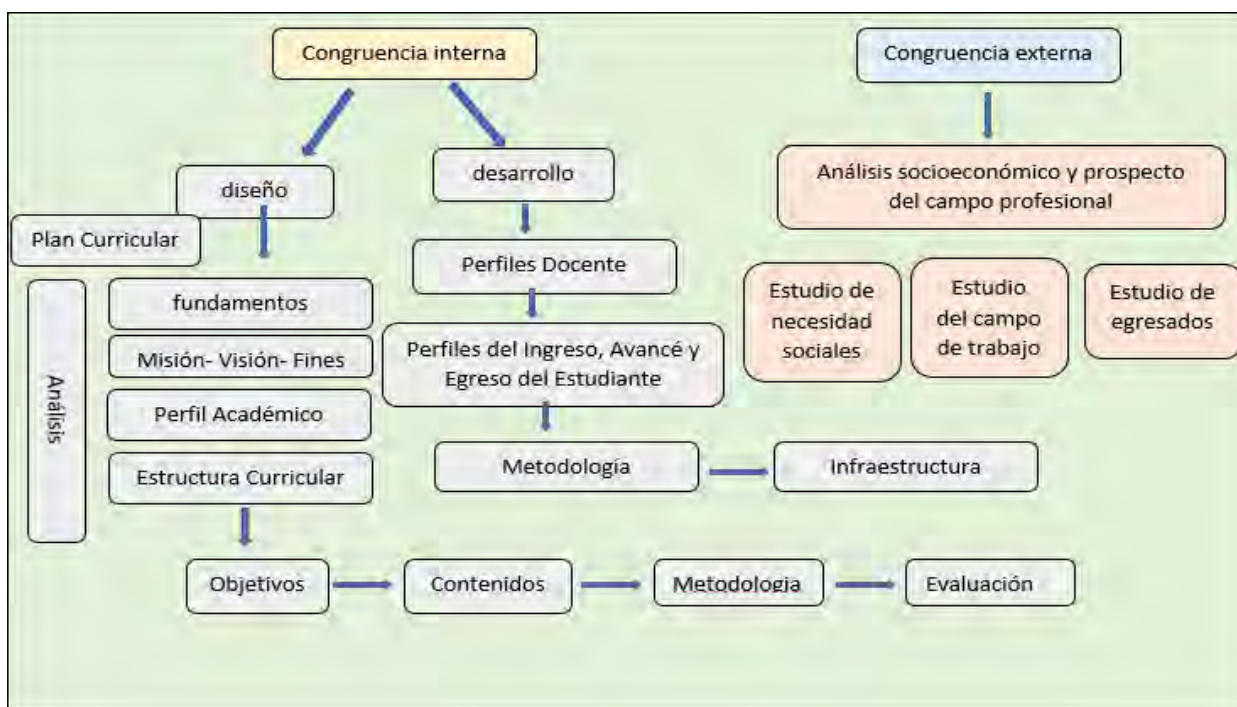 Congruencia interna
Congruencia externa
diseño
desarrollo
Análisis socioeconómico y prospecto
del campo profesional
Plan Curricular
Análisis
fundamentos
Misión- Visión- Fines
Perfil Académico
Estructura Curricular
Perfiles Docente
Perfiles del Ingreso, Avancé y
Egreso del Estudiante
Metodología
Infraestructura
Estudio de
necesidad
sociales
Estudio
del campo
de trabajo
Estudio de
egresados
Objetivos
Contenidos
Metodologia
Evaluación